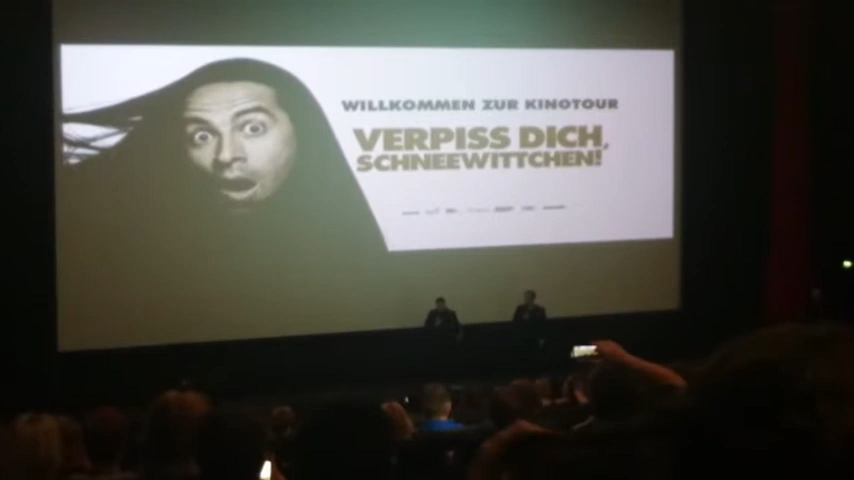 WILLKOMMEN ZUR KINOTOUR
VERPISS DICH,
SCHNEEWITTCHEN!